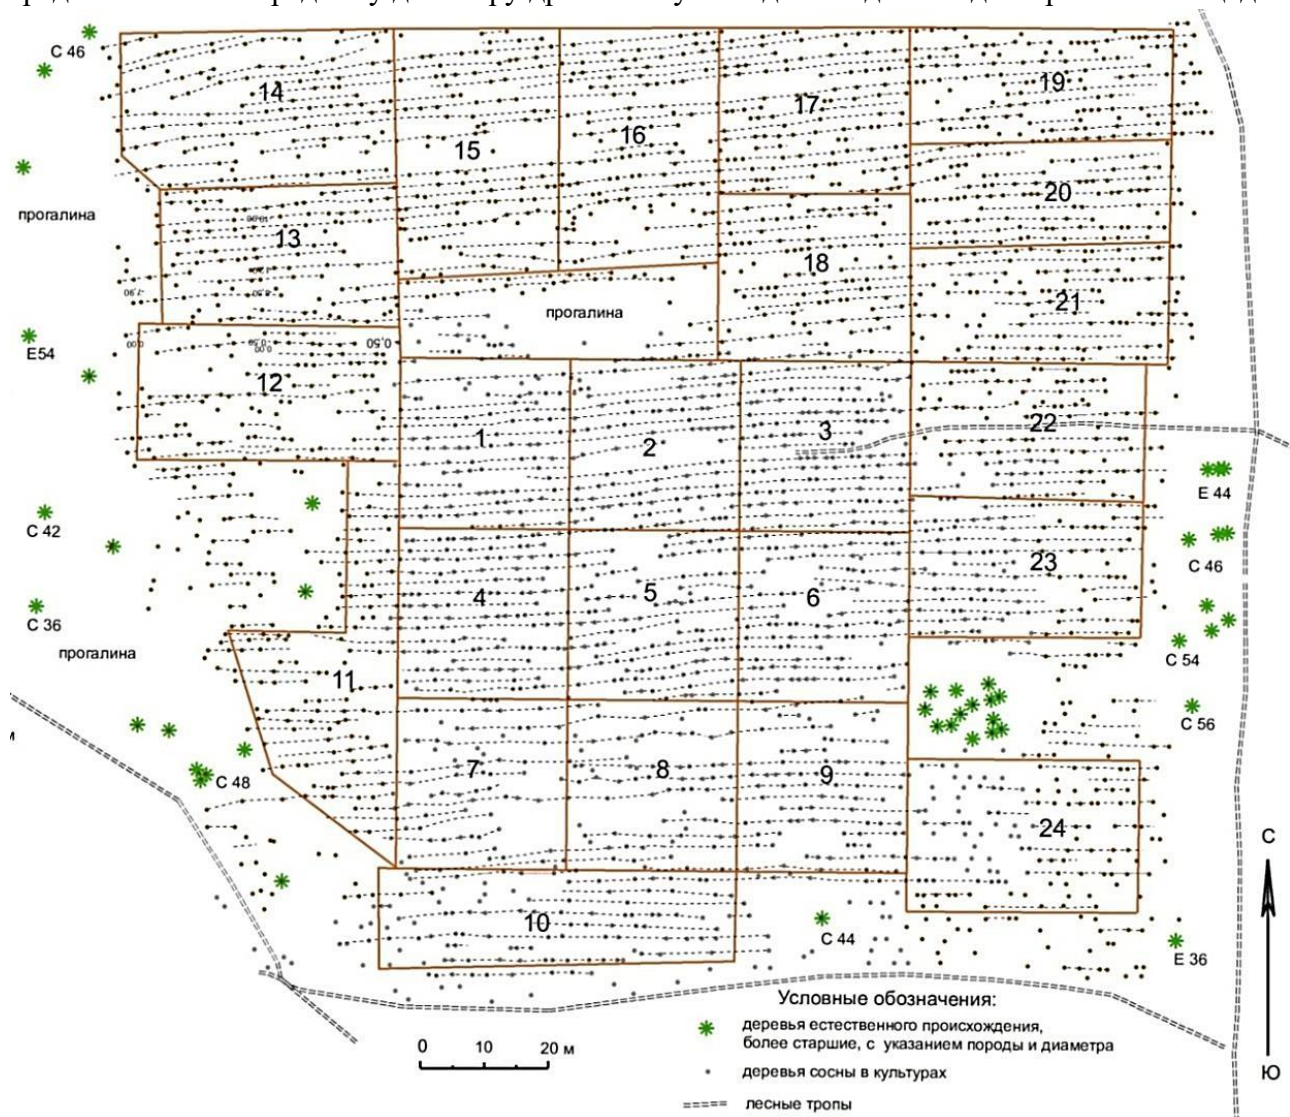 С 46
14
19
17
16
15
20
прогалина
13
18
21
прогалина
0,50
Е54
12
22
1
2
3
Е 44
С 42
23
С 46
4
5
6
С 36
прогалина
С 54
11
С 56
7
8
9
С 48
24
С
10
С 44
Е 36
Условные обозначения:
деревья естественного происхождения,
более старшие, с указанием породы и диаметра
0 10 20 м
деревья сосны в культурах
Ю
лесные тропы